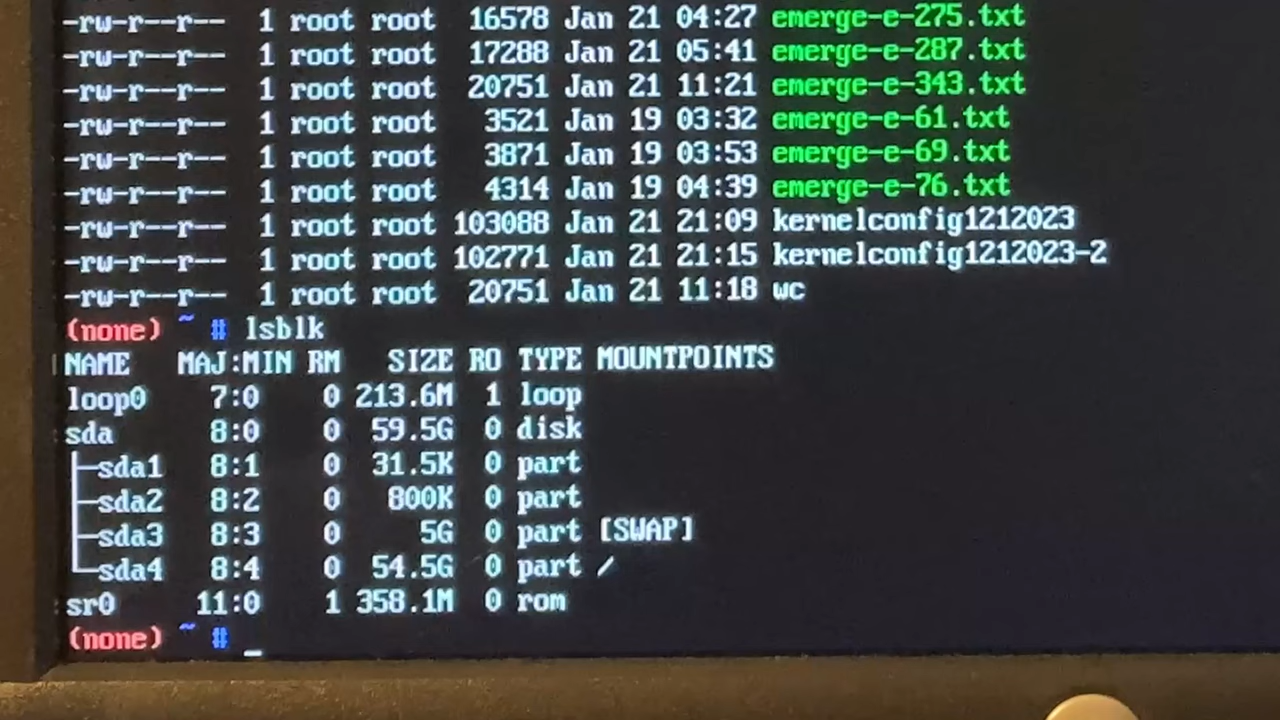 -rw-r--r-- 1 root root 16578 Jan 21 04:27 emerge-e-275.txt
-rw-r--r-- 1 root root 17288 Jan 21 05:41 emerge-e-287.txt
-rw-r--r-- 1 root root 20751 Jan 21 11:21 emerge-e-343.txt
-rw-r--r-- 1 root root 3521 Jan 19 03:32 emerge-e-61.txt
-rw-r--r-- 1 root root 3871 Jan 19 03:53 emerge-e-69.txt
-rw-r--r-- 1 root root 4314 Jan 19 04:39 emerge-e-76.txt
-rw-r--r-- 1 root root 103088 Jan 21 21:09 kernelconfig1212023
-rw-r--r-- 1 root root 102771 Jan 21 21:15 kernelconfig1212023-2
-rw-r--r-- 1 root root 20751 Jan 21 11:18 wc
(none) ~ # lsblk
NAME MAJ:MIN RM SIZE RO TYPE MOUNTPOINTS
loop0 7:0 0 213.6M 1 loop
sda 8:0 0 59.5G 0 disk
├─sda1 8:1 0 31.5K 0 part
├─sda2 8:2 0 800K 0 part
├─sda3 8:3 0 5G 0 part [SWAP]
└─sda4 8:4 0 54.5G 0 part /
sr0 11:0 1 358.1M 0 rom
(none) ~ # _